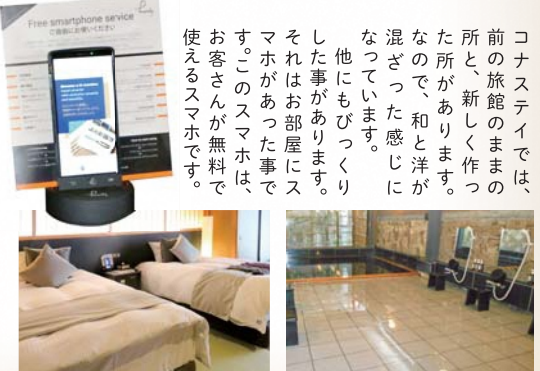 コナステイでは、
前の旅館のままの
所と、新しく作っ
た所があります。
なので、和と洋が
混ざった感じに
なっています。
他にもびっくり
した事があります。
それはお部屋にス
マホがあった事で
す。このスマホは、
お客さんが無料で
使えるスマホです。
Free smartphone service
ご自由にお使いください